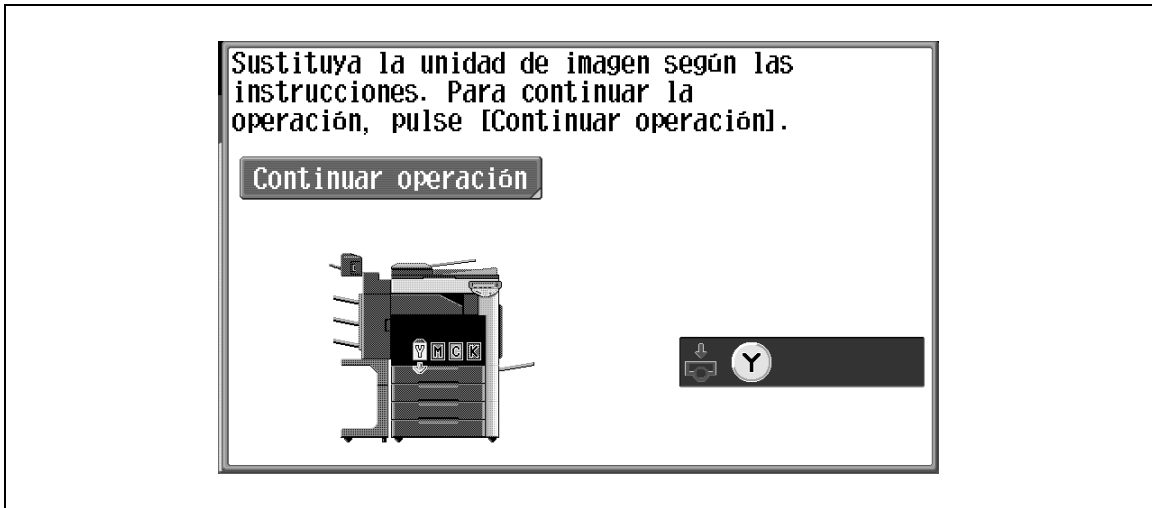 Sustituya la unidad de imagen según las
instrucciones. Para continuar la
operación, pulse [Continuar operación].
Continuar operación
Y M C K
Y